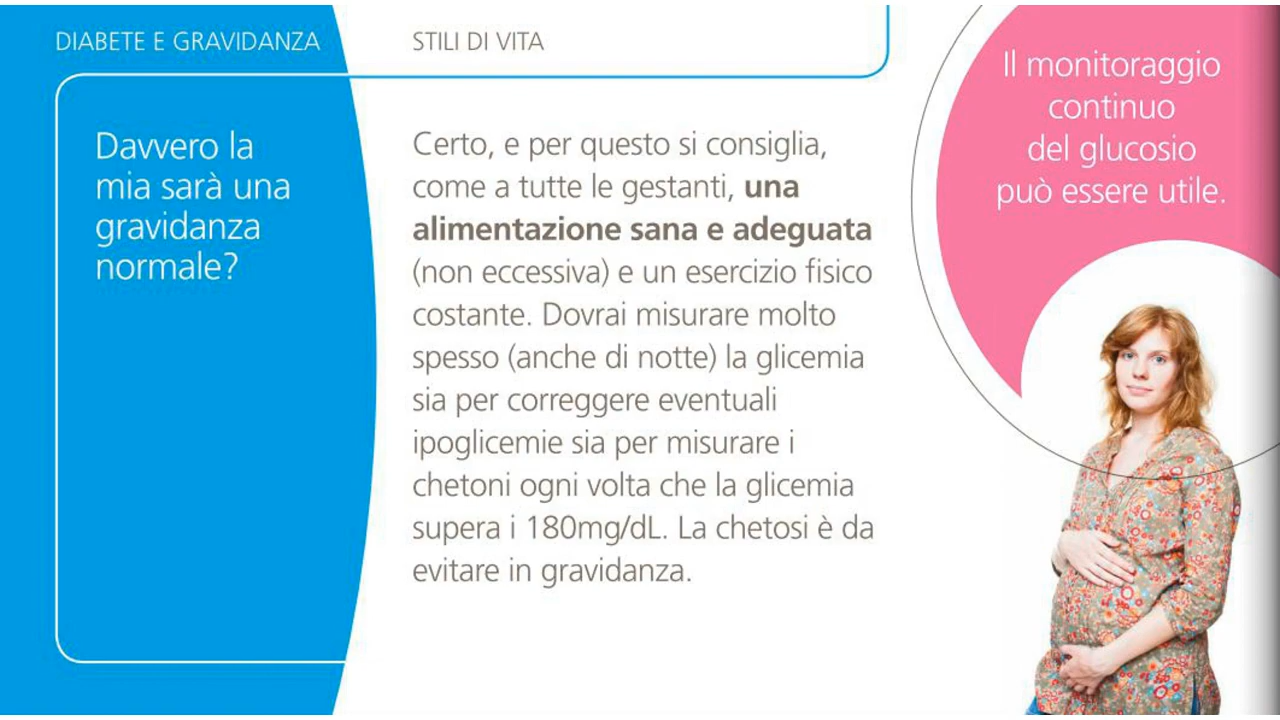 DIABETE E GRAVIDANZA
STILI DI VITA
Davvero la
mia sarà una
gravidanza
normale?
Certo, e per questo si consiglia,
come a tutte le gestanti, una
alimentazione sana e adeguata
(non eccessiva) e un esercizio fisico
costante. Dovrai misurare molto
spesso (anche di notte) la glicemia
sia per correggere eventuali
ipoglicemie sia per misurare i
chetoni ogni volta che la glicemia
supera i 180mg/dL. La chetosi è da
evitare in gravidanza.
Il monitoraggio
continuo
del glucosio
può essere utile.